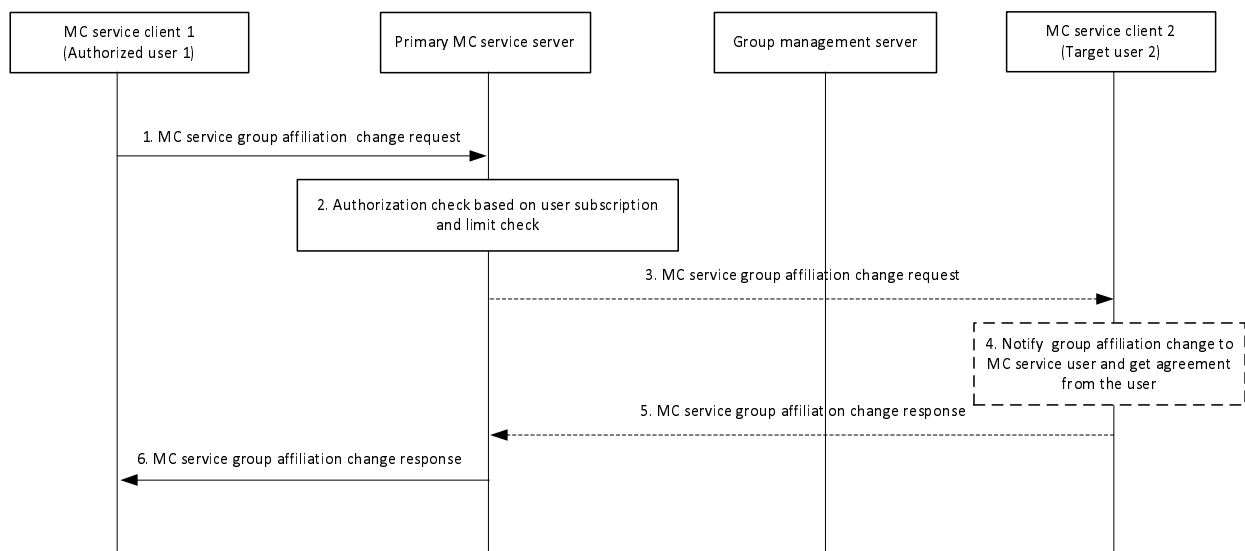 MC service client 1
(Authorized user 1)
Primary MC service server
Group management server
MC service client 2
(Target user 2)
1. MC service group affiliation change request
2. Authorization check based on user subscription
and limit check
3. MC service group affiliation change request
4. Notify group affiliation change to
MC service user and get agreement
from the user
5. MC service group affiliation change response
6. MC service group affiliation change response